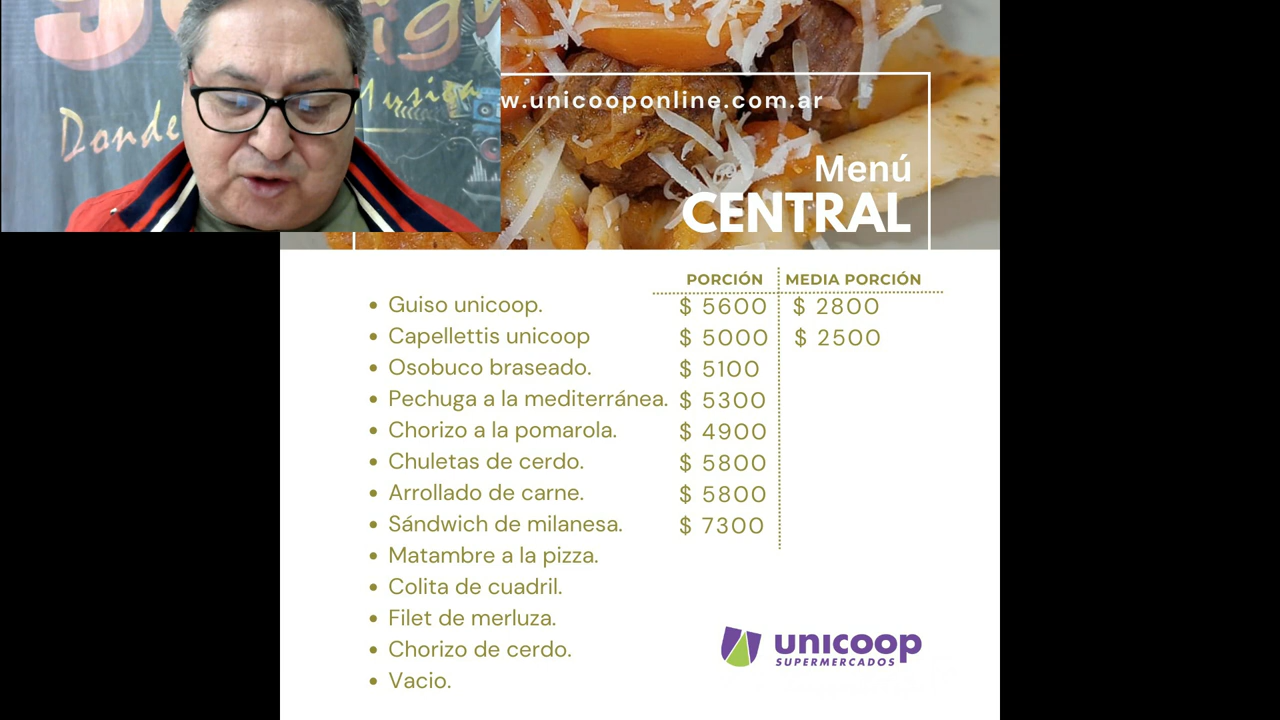 Donde
Música
w.unicooponline.com.ar
Menú
CENTRAL
PORCIÓN MEDIA PORCIÓN
• Guiso unicoop. $ 5600 $ 2800
• Capellettis unicoop $ 5000 $ 2500
• Osobuco braseado. $ 5100
• Pechuga a la mediterránea. $ 5300
• Chorizo a la pomarola. $ 4900
• Chuletas de cerdo. $ 5800
• Arrollado de carne. $ 5800
• Sándwich de milanesa. $ 7300
• Matambre a la pizza.
• Colita de cuadril.
• Filet de merluza.
• Chorizo de cerdo.
• Vacio.
unicoop
SUPERMERCADOS